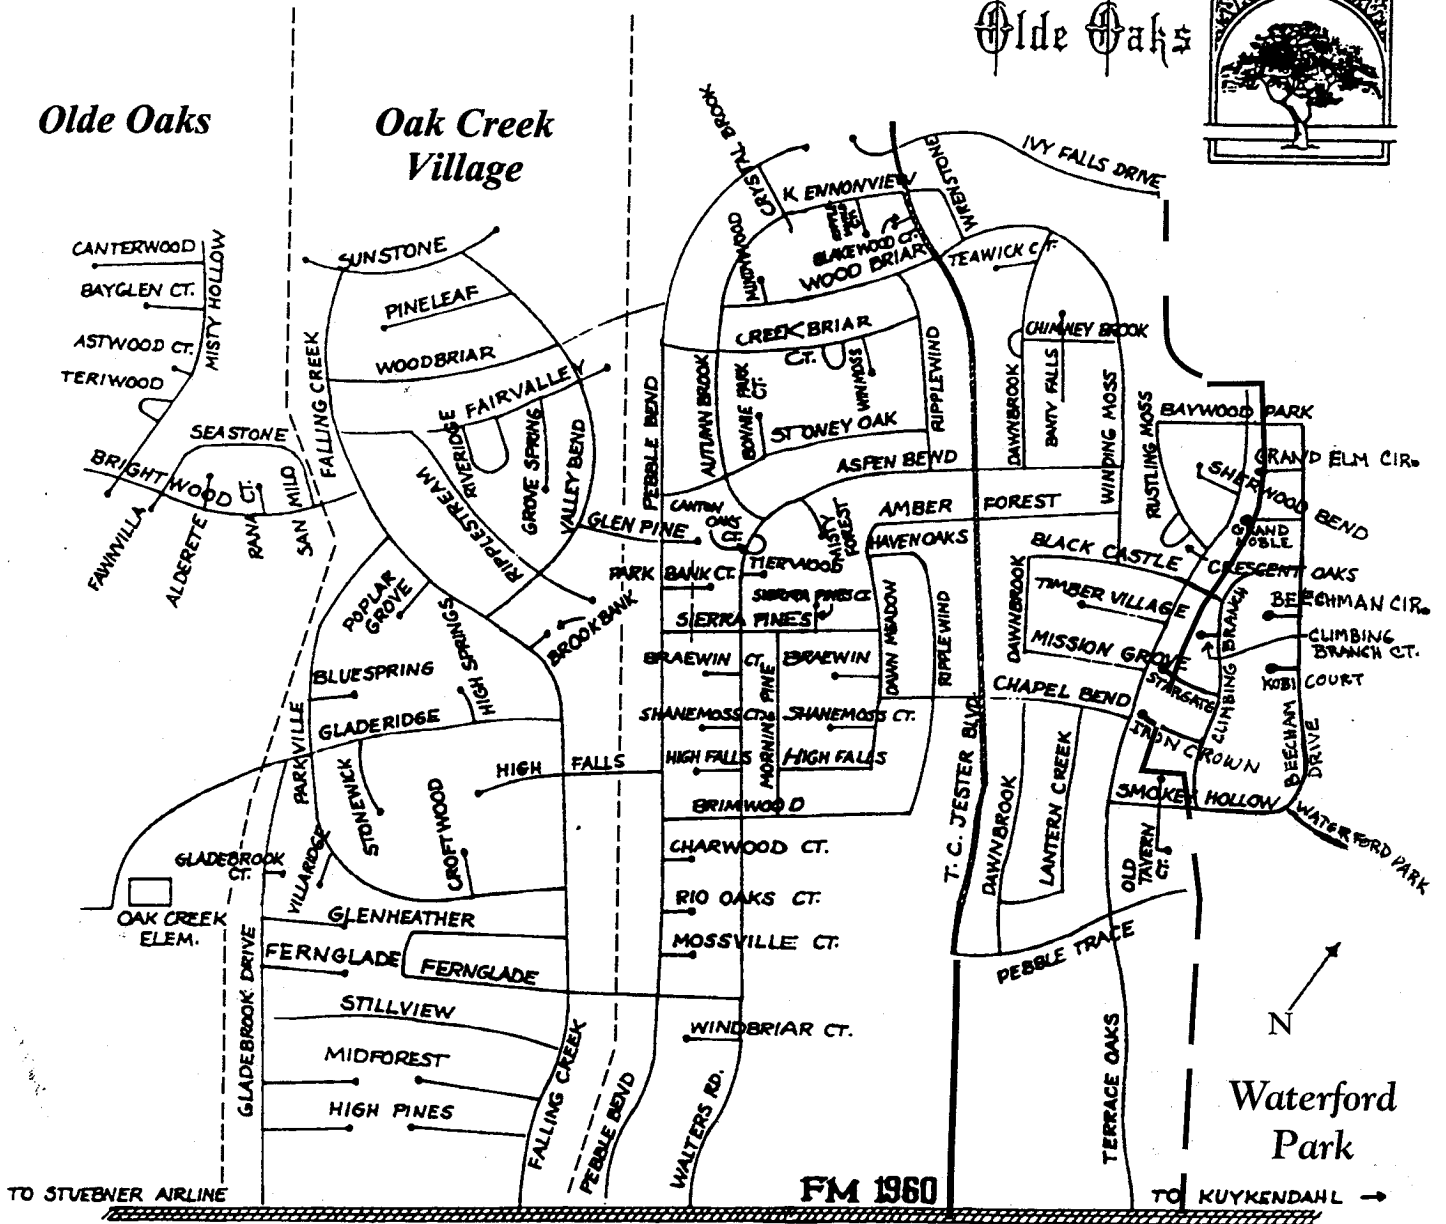 Olde Oaks
Olde Oaks
Oak Creek
Village
CANTERWOOD
BAYGLEN CT.
ASTWOOD CT.
TERIWOOD
MISTY HOLLOW
SEASTONE
BRIGHTWOOD
FAWNVILLA
ALDERETE
RANA CT.
SAN MILO
SUNSTONE
PINELEAF
WOODBRIAR
FAIRVALLEY
FALLING CREEK
RIVERIDGE
GROVE SPRING
VALLEY BEND
RIPPLESTREAM
GLEN PINE
POPLAR
GROVE
HIGH SPRINGS
BROOKBANK
BLUESPRING
GLADERIDGE
PARKVILLE
STONEWICK
CROFTWOOD
HIGH FALLS
GLADEBROOK
CT.
VILLARIDGE
OAK CREEK
ELEM.
GLENHEATHER
FERNGLADE
FERNGLADE
STILLVIEW
MIDFOREST
HIGH PINES
GLADEBROOK DRIVE
FALLING CREEK
PEBBLE BEND
WALTERS RD.
CRYSTAL BROOK
KENNONVIEW
WRENSTONE
IVY FALLS DRIVE
MINDYWOOD
BLAKEWOOD CT.
WOOD BRIAR
TEAWICK CT.
CREEK BRIAR
CT.
WINMOSS
BONNIE PARK
CT.
AUTUMN BROOK
PEBBLE BEND
STONEY OAK
RIPPLEWIND
ASPEN BEND
CHIMNEY BROOK
DAWNBROOK
BANTY FALLS
WINDING MOSS
RUSTLING MOSS
BAYWOOD PARK
GRAND ELM CIR.
SHERWOOD BEND
GRAND
NOBLE
CANYON
OAKS
CT.
MISTY
FOREST
AMBER FOREST
HAVEN OAKS
TIERWOOD
PARK BANK CT.
SIERRA PINES CT.
SIERRA PINES
BRAEWIN CT.
BRAEWIN
SHANEMOSS CT.
SHANEMOSS CT.
HIGH FALLS
HIGH FALLS
MORNING PINE
DAWN MEADOW
RIPPLEWIND
BRIMWOOD
CHARWOOD CT.
RIO OAKS CT.
MOSSVILLE CT.
WINDBRIAR CT.
BLACK CASTLE
CRESCENT OAKS
TIMBER VILLAGE
BEECHMAN CIR.
DAWNBROOK
MISSION GROVE
CLIMBING
BRANCH CT.
CLIMBING BRANCH
STARGATE
KOBI COURT
CHAPEL BEND
IRON CROWN
BEECHAM
DRIVE
T. C. JESTER BLVD.
DAWNBROOK
LANTERN CREEK
SMOKEY HOLLOW
WATERFORD PARK
OLD
TAVERN
CT.
PEBBLE TRACE
TERRACE OAKS
N
Waterford
Park
TO STUEBNER AIRLINE
FM 1960
TO KUYKENDAHL →